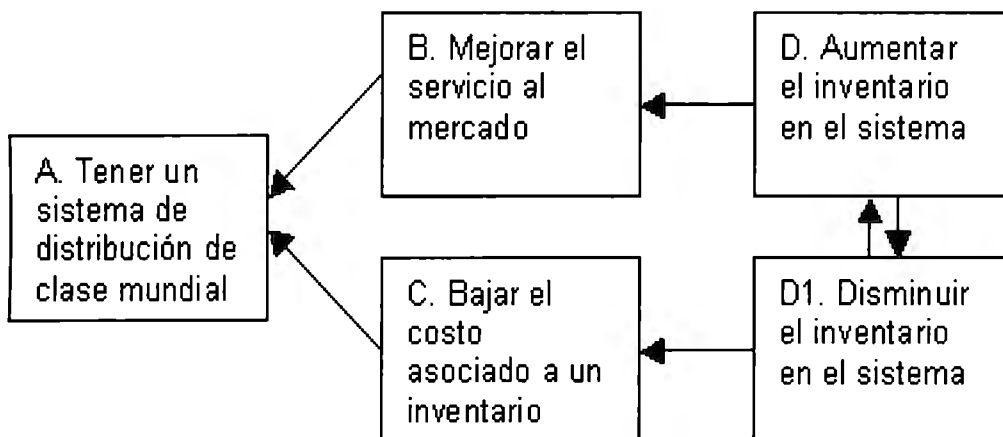 A. Tener un
sistema de
distribución de
clase mundial
B. Mejorar el
servicio al
mercado
D. Aumentar
el inventario
en el sistema
C. Bajar el
costo
asociado a un
inventario
D1. Disminuir
el inventario
en el sistema